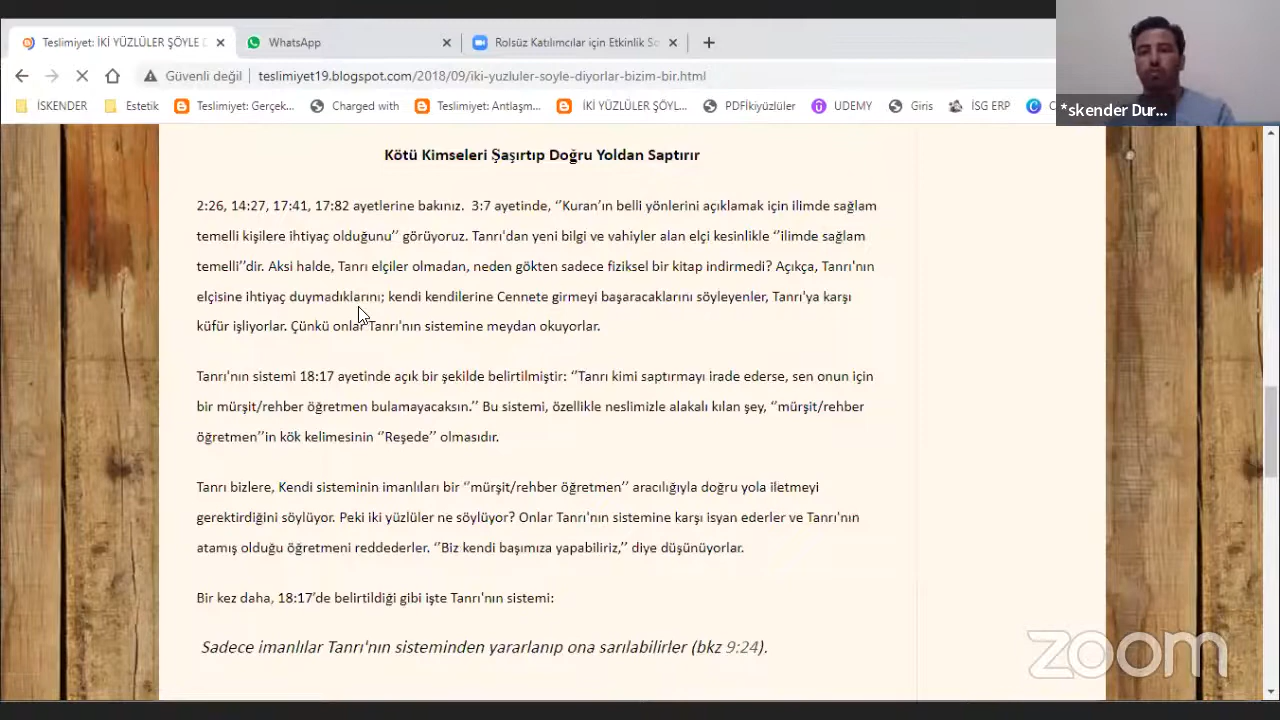 Teslimiyet: İKİ YÜZLÜLER ŞÖYLE D
WhatsApp
Rolsüz Katılımcılar için Etkinlik So
Güvenli değil
teslimiyet19.blogspot.com/2018/09/iki-yuzluler-soyle-diyorlar-bizim-bir.html
İSKENDER
Estetik
Teslimiyet: Gerçek...
Charged with
Teslimiyet: Antlaşm...
İKİ YÜZLÜLER ŞÖYL...
PDFİkiyüzlüler
UDEMY
Giris
İSG ERP
*skender Dur...
Kötü Kimseleri Şaşırtıp Doğru Yoldan Saptırır
2:26, 14:27, 17:41, 17:82 ayetlerine bakınız. 3:7 ayetinde, ‘’Kuran’ın belli yönlerini açıklamak için ilimde sağlam
temelli kişilere ihtiyaç olduğunu’’ görüyoruz. Tanrı'dan yeni bilgi ve vahiyler alan elçi kesinlikle ‘’ilimde sağlam
temelli’’dir. Aksi halde, Tanrı elçiler olmadan, neden gökten sadece fiziksel bir kitap indirmedi? Açıkça, Tanrı'nın
elçisine ihtiyaç duymadıklarını; kendi kendilerine Cennete girmeyi başaracaklarını söyleyenler, Tanrı'ya karşı
küfür işliyorlar. Çünkü onlar Tanrı'nın sistemine meydan okuyorlar.
Tanrı'nın sistemi 18:17 ayetinde açık bir şekilde belirtilmiştir: ‘’Tanrı kimi saptırmayı irade ederse, sen onun için
bir mürşit/rehber öğretmen bulamayacaksın.’’ Bu sistemi, özellikle neslimizle alakalı kılan şey, ‘’mürşit/rehber
öğretmen’’in kök kelimesinin ‘’Reşede’’ olmasıdır.
Tanrı bizlere, Kendi sisteminin imanlıları bir ‘’mürşit/rehber öğretmen’’ aracılığıyla doğru yola iletmeyi
gerektirdiğini söylüyor. Peki iki yüzlüler ne söylüyor? Onlar Tanrı'nın sistemine karşı isyan ederler ve Tanrı'nın
atamış olduğu öğretmeni reddederler. ‘’Biz kendi başımıza yapabiliriz,’’ diye düşünüyorlar.
Bir kez daha, 18:17’de belirtildiği gibi işte Tanrı'nın sistemi:
Sadece imanlılar Tanrı'nın sisteminden yararlanıp ona sarılabilirler (bkz 9:24).
zoom